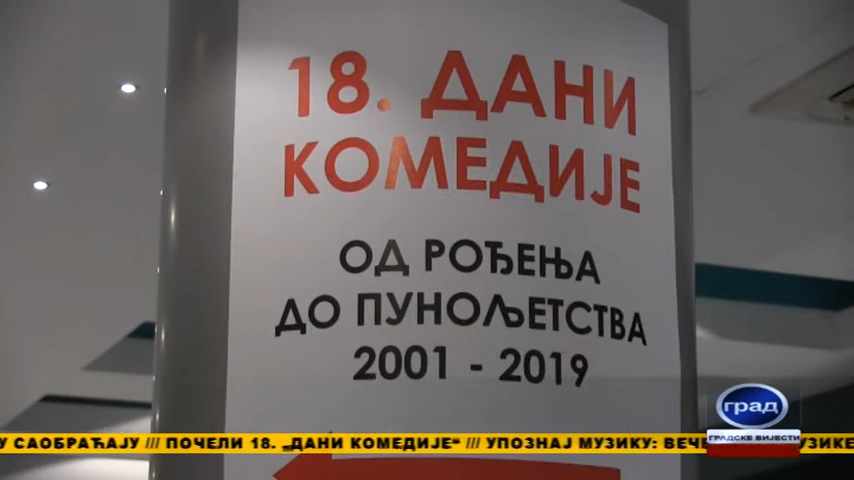 18. ДАНИ
КОМЕДИЈЕ
ОД РОЂЕЊА
ДО ПУНОЉЕТСТВА
2001 - 2019
град
ГРАДСКЕ ВИЈЕСТИ
У САОБРАЋАЈУ /// ПОЧЕЛИ 18. „ДАНИ КОМЕДИЈЕ“ /// УПОЗНАЈ МУЗИКУ: